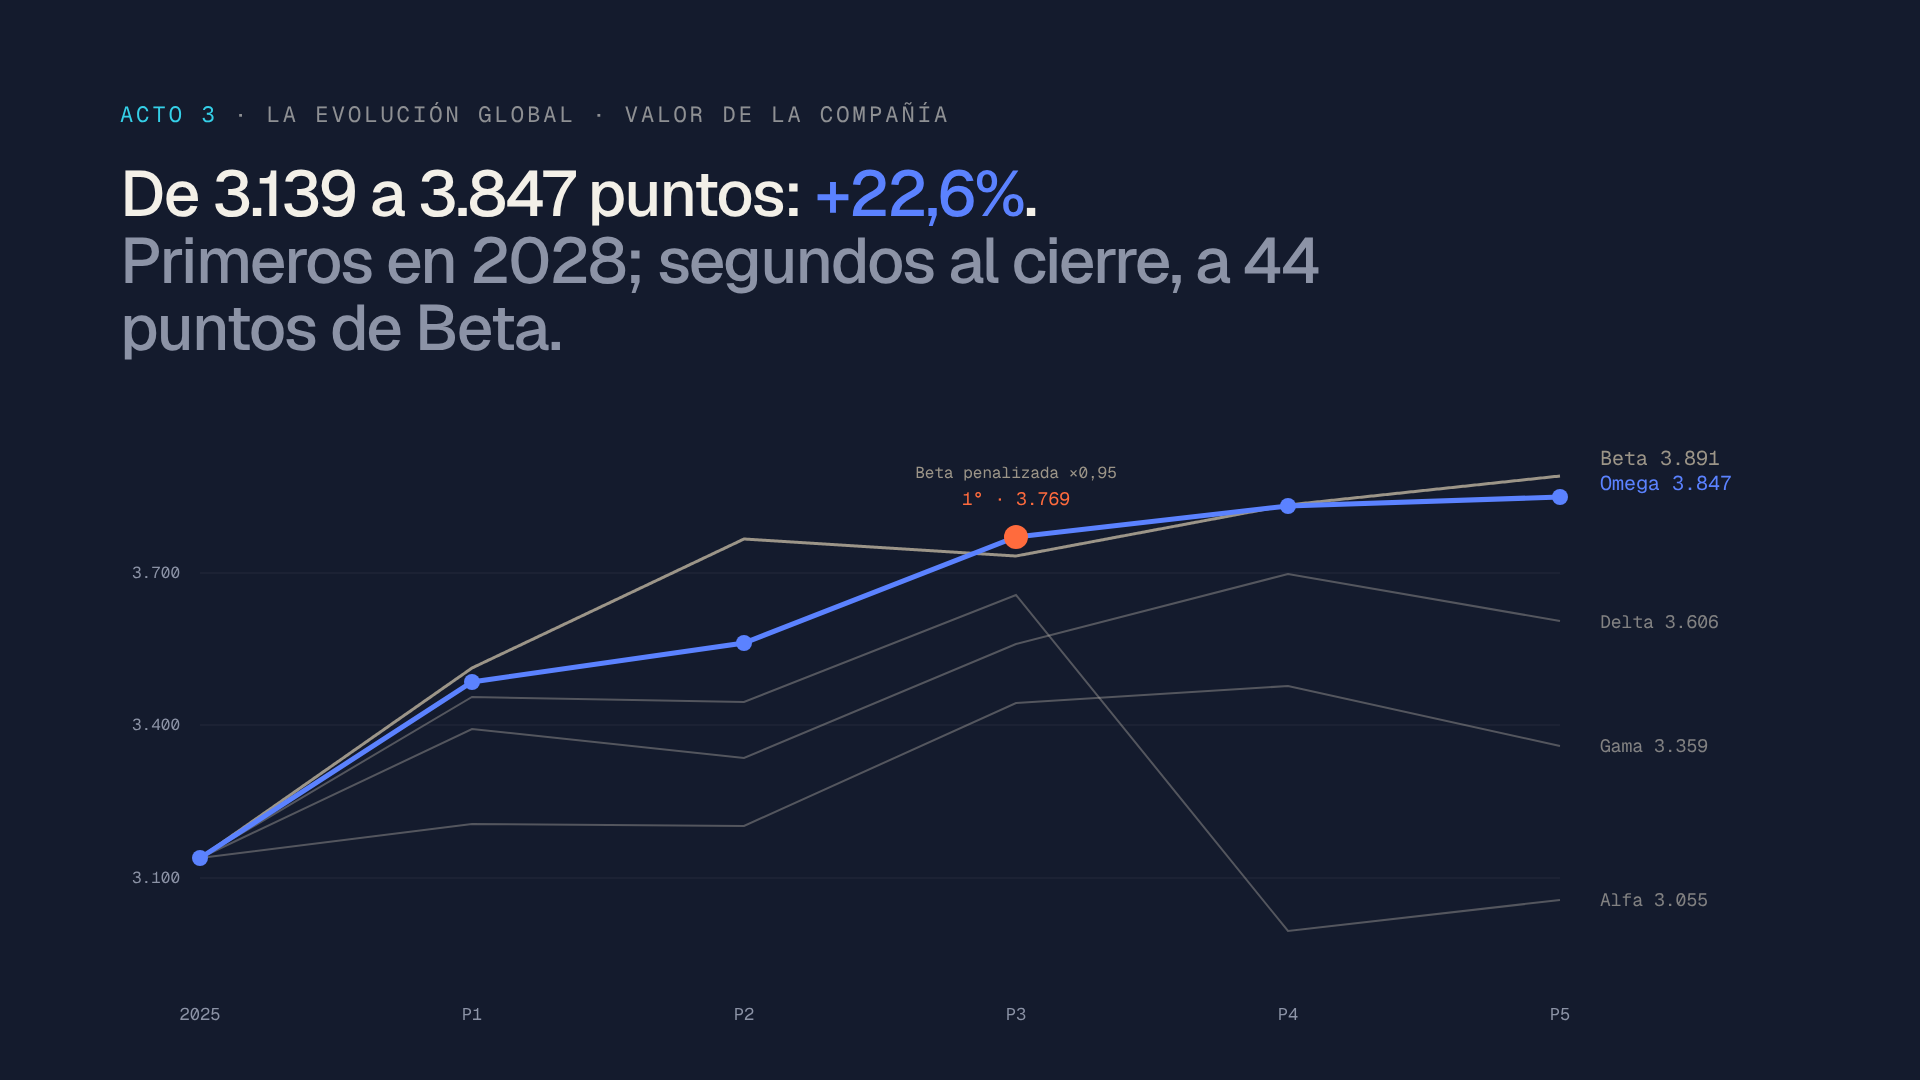 ACTO 3 · LA EVOLUCIÓN GLOBAL · VALOR DE LA COMPAÑÍA
De 3.139 a 3.847 puntos: +22,6%.
Primeros en 2028; segundos al cierre, a 44
puntos de Beta.
Beta penalizada ×0,95
1° · 3.769
Beta 3.891
Omega 3.847
3.700
Delta 3.606
3.400
Gama 3.359
3.100
Alfa 3.055
2025
P1
P2
P3
P4
P5